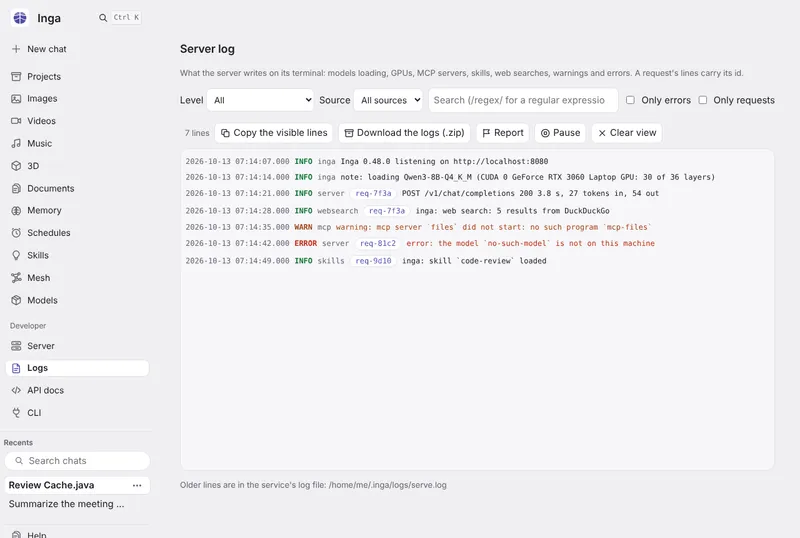 Inga
Ctrl K
New chat
Projects
Images
Videos
Music
3D
Documents
Memory
Schedules
Skills
Mesh
Models
Developer
Server
Logs
API docs
CLI
Recents
Search chats
Review Cache.java
Summarize the meeting ...
Help
Server log
What the server writes on its terminal: models loading, GPUs, MCP servers, skills, web searches, warnings and errors. A request's lines carry its id.
Level All Source All sources Search (/regex/ for a regular expressio Only errors Only requests
7 lines Copy the visible lines Download the logs (.zip) Report Pause Clear view
2026-10-13 07:14:07.000 INFO inga Inga 0.48.0 listening on http://localhost:8080
2026-10-13 07:14:14.000 INFO inga note: loading Qwen3-8B-Q4_K_M (CUDA 0 GeForce RTX 3060 Laptop GPU: 30 of 36 layers)
2026-10-13 07:14:21.000 INFO server req-7f3a POST /v1/chat/completions 200 3.8 s, 27 tokens in, 54 out
2026-10-13 07:14:28.000 INFO websearch req-7f3a inga: web search: 5 results from DuckDuckGo
2026-10-13 07:14:35.000 WARN mcp warning: mcp server `files` did not start: no such program `mcp-files`
2026-10-13 07:14:42.000 ERROR server req-81c2 error: the model `no-such-model` is not on this machine
2026-10-13 07:14:49.000 INFO skills req-9d10 inga: skill `code-review` loaded
Older lines are in the service's log file: /home/me/.inga/logs/serve.log